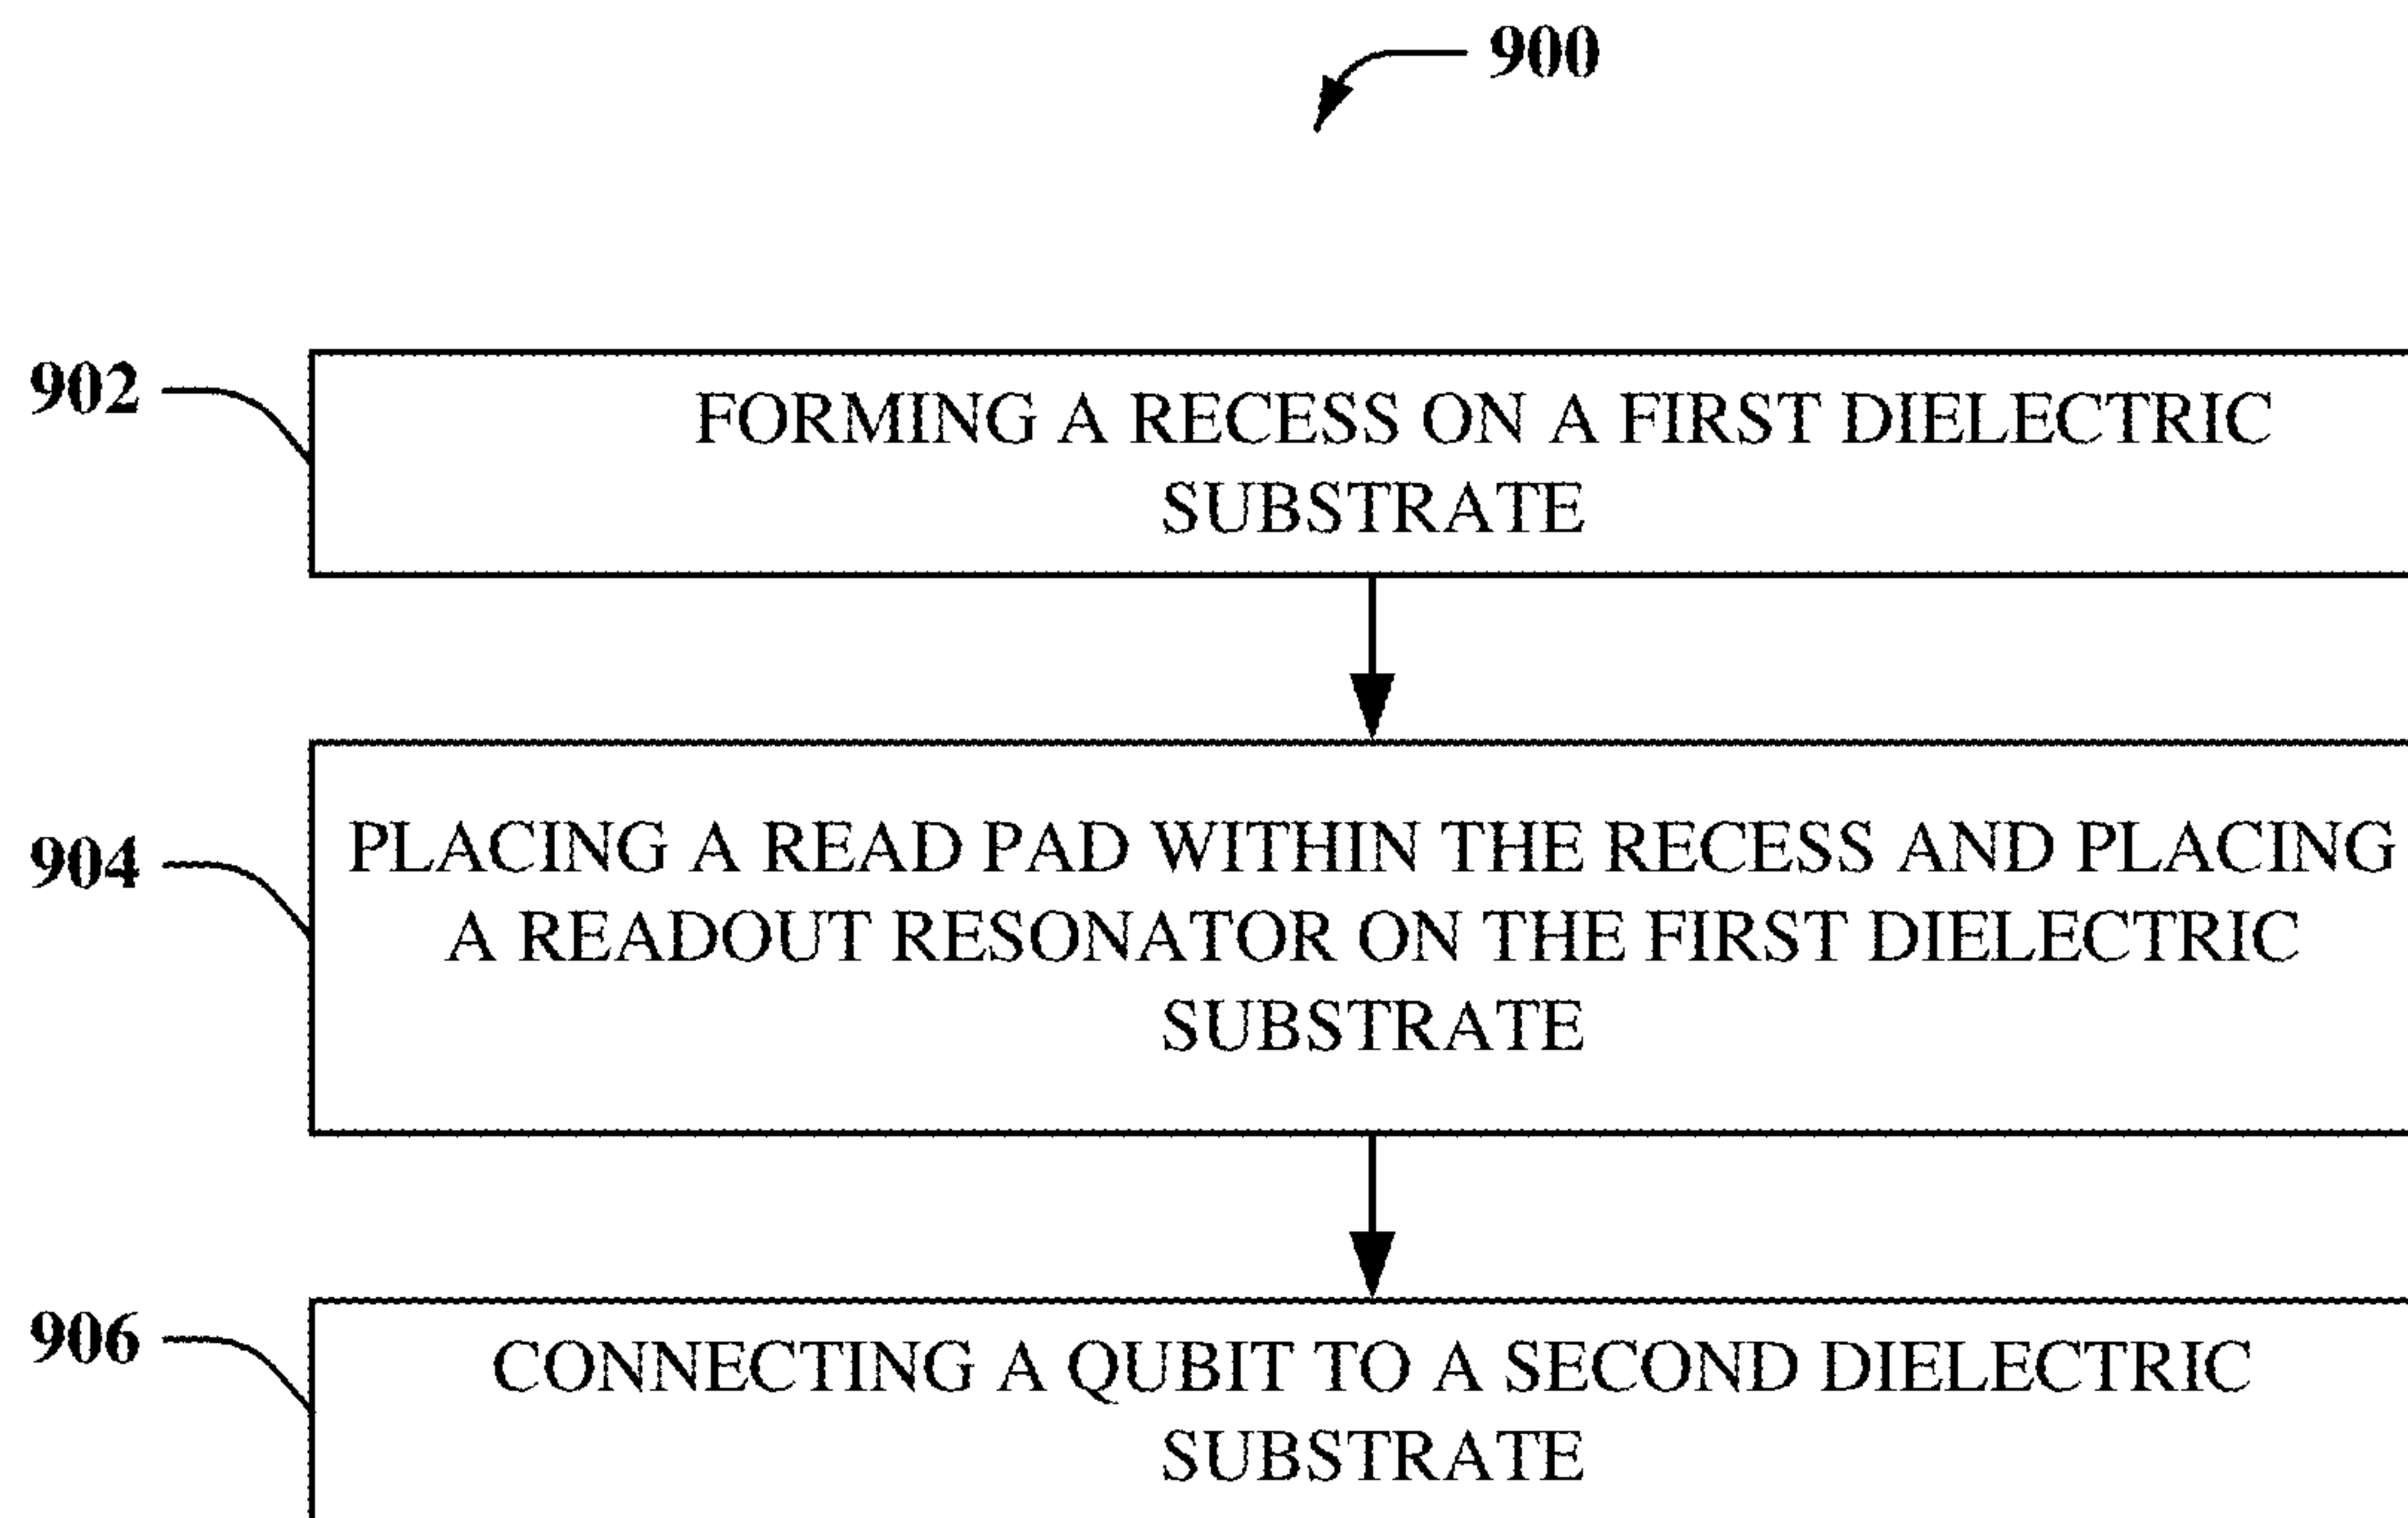 900
902
FORMING A RECESS ON A FIRST DIELECTRIC
SUBSTRATE
904
PLACING A READ PAD WITHIN THE RECESS AND PLACING
A READOUT RESONATOR ON THE FIRST DIELECTRIC
SUBSTRATE
906
CONNECTING A QUBIT TO A SECOND DIELECTRIC
SUBSTRATE